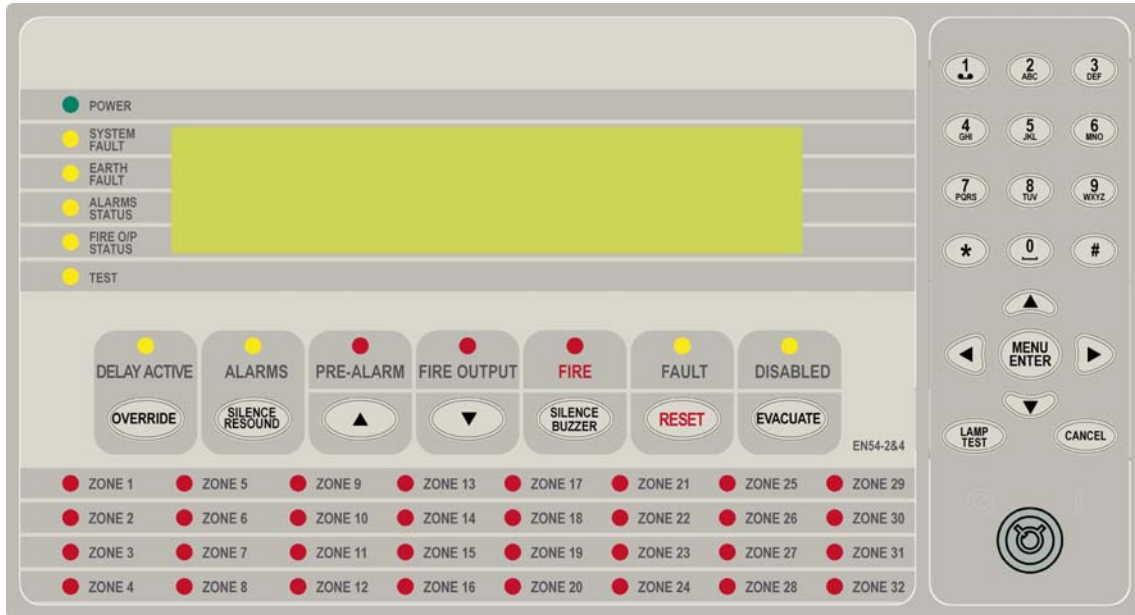 POWER
SYSTEM
FAULT
EARTH
FAULT
ALARMS
STATUS
FIRE O/P
STATUS
TEST
DELAY ACTIVE ALARMS PRE-ALARM FIRE OUTPUT FIRE FAULT DISABLED
OVERRIDE
SILENCE
RESOUND
▲
▼
SILENCE
BUZZER
RESET
EVACUATE
EN54-2&4
ZONE 1 ZONE 5 ZONE 9 ZONE 13 ZONE 17 ZONE 21 ZONE 25 ZONE 29
ZONE 2 ZONE 6 ZONE 10 ZONE 14 ZONE 18 ZONE 22 ZONE 26 ZONE 30
ZONE 3 ZONE 7 ZONE 11 ZONE 15 ZONE 19 ZONE 23 ZONE 27 ZONE 31
ZONE 4 ZONE 8 ZONE 12 ZONE 16 ZONE 20 ZONE 24 ZONE 28 ZONE 32
1 2 3
ABC DEF
4 5 6
GHI JKL MNO
7 8 9
PQRS TUV WXYZ
* 0 #
▲
◀ MENU ▶
ENTER
▼
LAMP
TEST
CANCEL